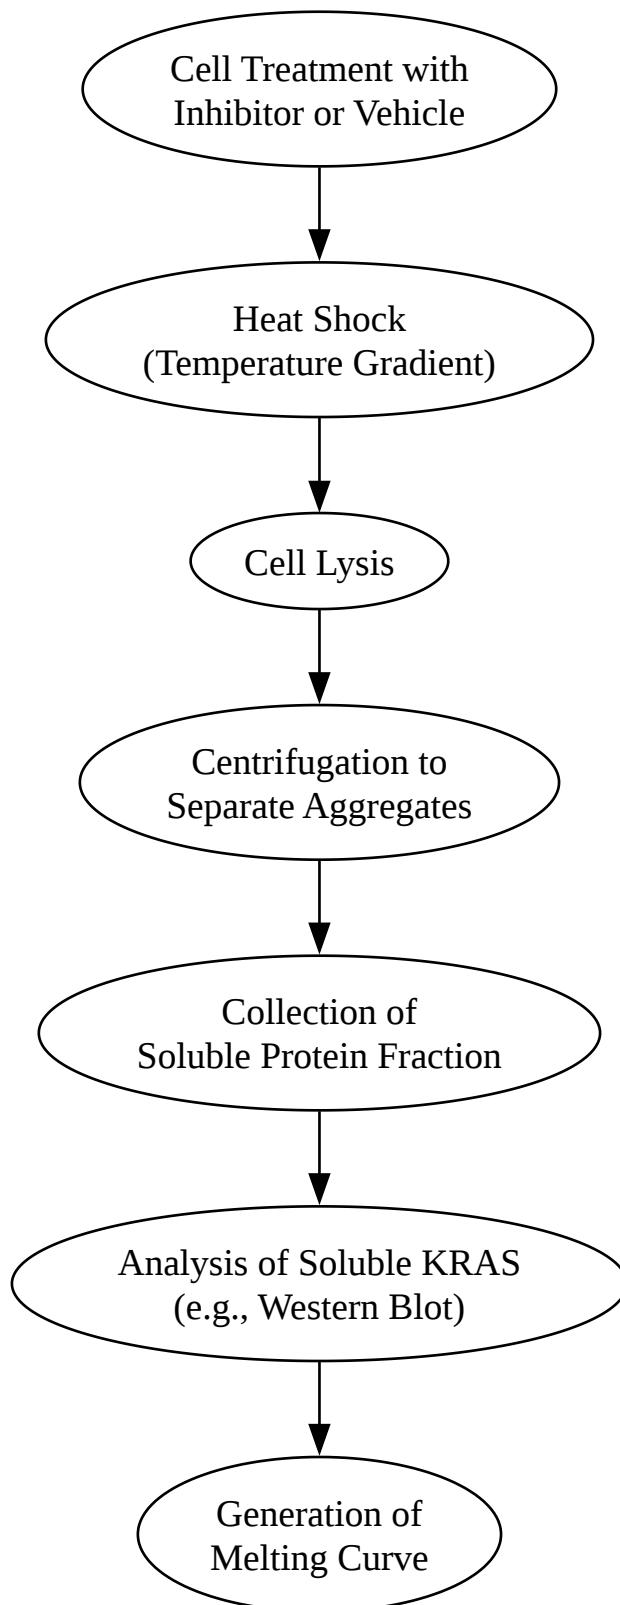 Cell Treatment with
Inhibitor or Vehicle
Heat Shock
(Temperature Gradient)
Cell Lysis
Centrifugation to
Separate Aggregates
Collection of
Soluble Protein Fraction
Analysis of Soluble KRAS
(e.g., Western Blot)
Generation of
Melting Curve